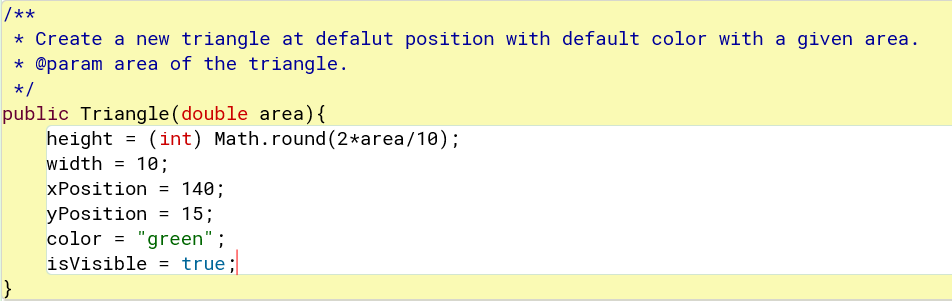 /**
 * Create a new triangle at defalut position with default color with a given area.
 * @param area of the triangle.
 */
public Triangle(double area){
    height = (int) Math.round(2*area/10);
    width = 10;
    xPosition = 140;
    yPosition = 15;
    color = "green";
    isVisible = true;
}